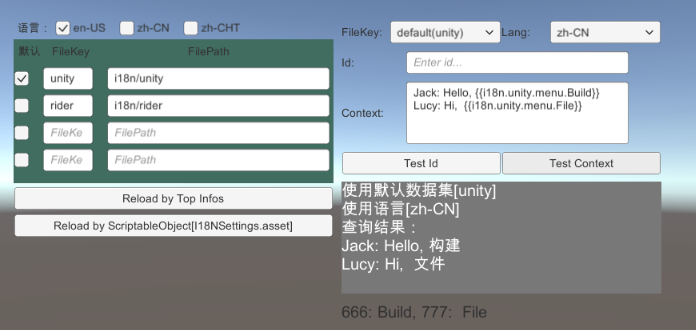 语言： en-US zh-CN zh-CHT
默认 FileKey FilePath
unity i18n/unity
rider i18n/rider
FileKe FilePath
FileKe FilePath
Reload by Top Infos
Reload by ScriptableObject[I18NSettings.asset]
FileKey: default(unity) Lang: zh-CN
Id: Enter id...
Context:
Jack: Hello, {{i18n.unity.menu.Build}}
Lucy: Hi, {{i18n.unity.menu.File}}
Test Id Test Context
使用默认数据集[unity]
使用语言[zh-CN]
查询结果：
Jack: Hello, 构建
Lucy: Hi, 文件
666: Build, 777: File